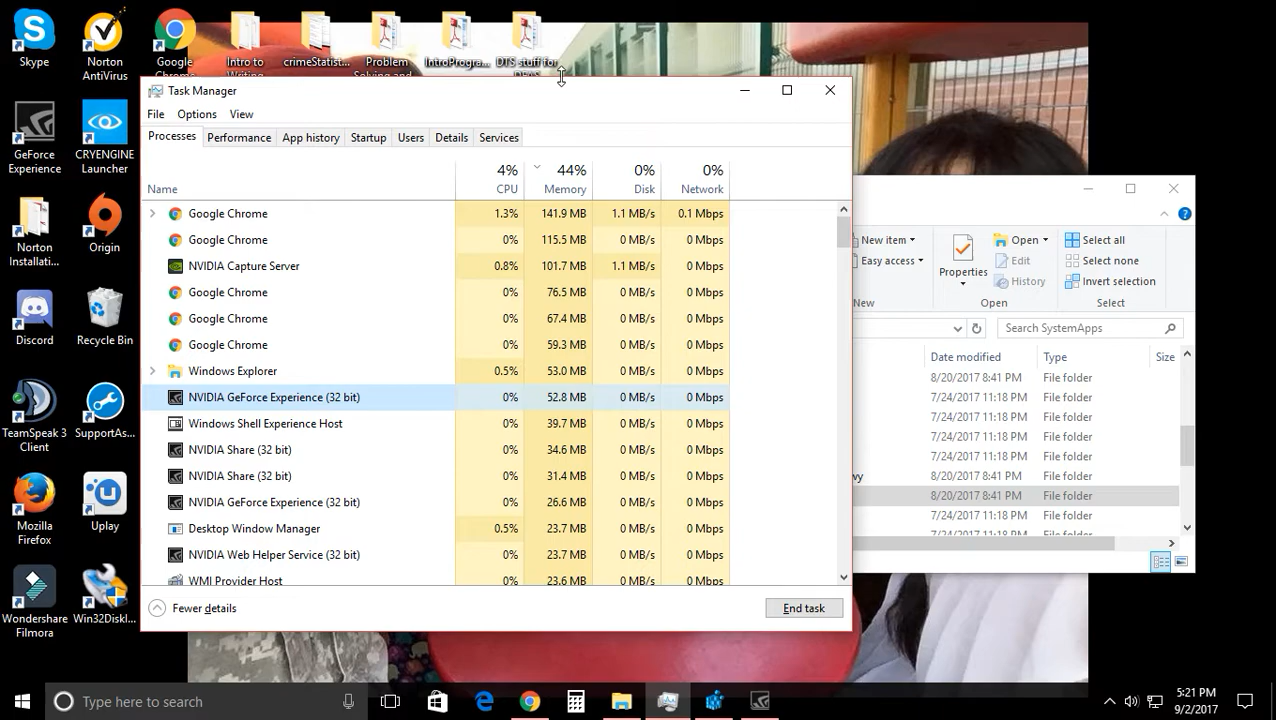 Skype
Norton
AntiVirus
Google
Chrome
Intro to
Writing
crimeStatist...
Problem
Solving and
IntroProgra...
DTS stuff for
GeForce
Experience
CRYENGINE
Launcher
Norton
Installati...
Origin
Discord
Recycle Bin
TeamSpeak 3
Client
SupportAs...
Mozilla
Firefox
Uplay
Wondershare
Filmora
Win32Diskl...
Task Manager
File Options View
Processes Performance App history Startup Users Details Services
4% 44% 0% 0%
Name CPU Memory Disk Network
Google Chrome 1.3% 141.9 MB 1.1 MB/s 0.1 Mbps
Google Chrome 0% 115.5 MB 0 MB/s 0 Mbps
NVIDIA Capture Server 0.8% 101.7 MB 1.1 MB/s 0 Mbps
Google Chrome 0% 76.5 MB 0 MB/s 0 Mbps
Google Chrome 0% 67.4 MB 0 MB/s 0 Mbps
Google Chrome 0% 59.3 MB 0 MB/s 0 Mbps
Windows Explorer 0.5% 53.0 MB 0 MB/s 0 Mbps
NVIDIA GeForce Experience (32 bit) 0% 52.8 MB 0 MB/s 0 Mbps
Windows Shell Experience Host 0% 39.7 MB 0 MB/s 0 Mbps
NVIDIA Share (32 bit) 0% 34.6 MB 0 MB/s 0 Mbps
NVIDIA Share (32 bit) 0% 31.4 MB 0 MB/s 0 Mbps
NVIDIA GeForce Experience (32 bit) 0% 26.6 MB 0 MB/s 0 Mbps
Desktop Window Manager 0.5% 23.7 MB 0 MB/s 0 Mbps
NVIDIA Web Helper Service (32 bit) 0% 23.7 MB 0 MB/s 0 Mbps
WMI Provider Host 0% 23.6 MB 0 MB/s 0 Mbps
Fewer details End task
New item Open Select all
Easy access Properties Edit Select none
History Invert selection
New Open Select
Search SystemApps
Date modified Type Size
8/20/2017 8:41 PM File folder
7/24/2017 11:18 PM File folder
7/24/2017 11:18 PM File folder
7/24/2017 11:18 PM File folder
wy 8/20/2017 8:41 PM File folder
8/20/2017 8:41 PM File folder
7/24/2017 11:18 PM File folder
7/24/2017 11:18 PM File folder
Type here to search
5:21 PM
9/2/2017